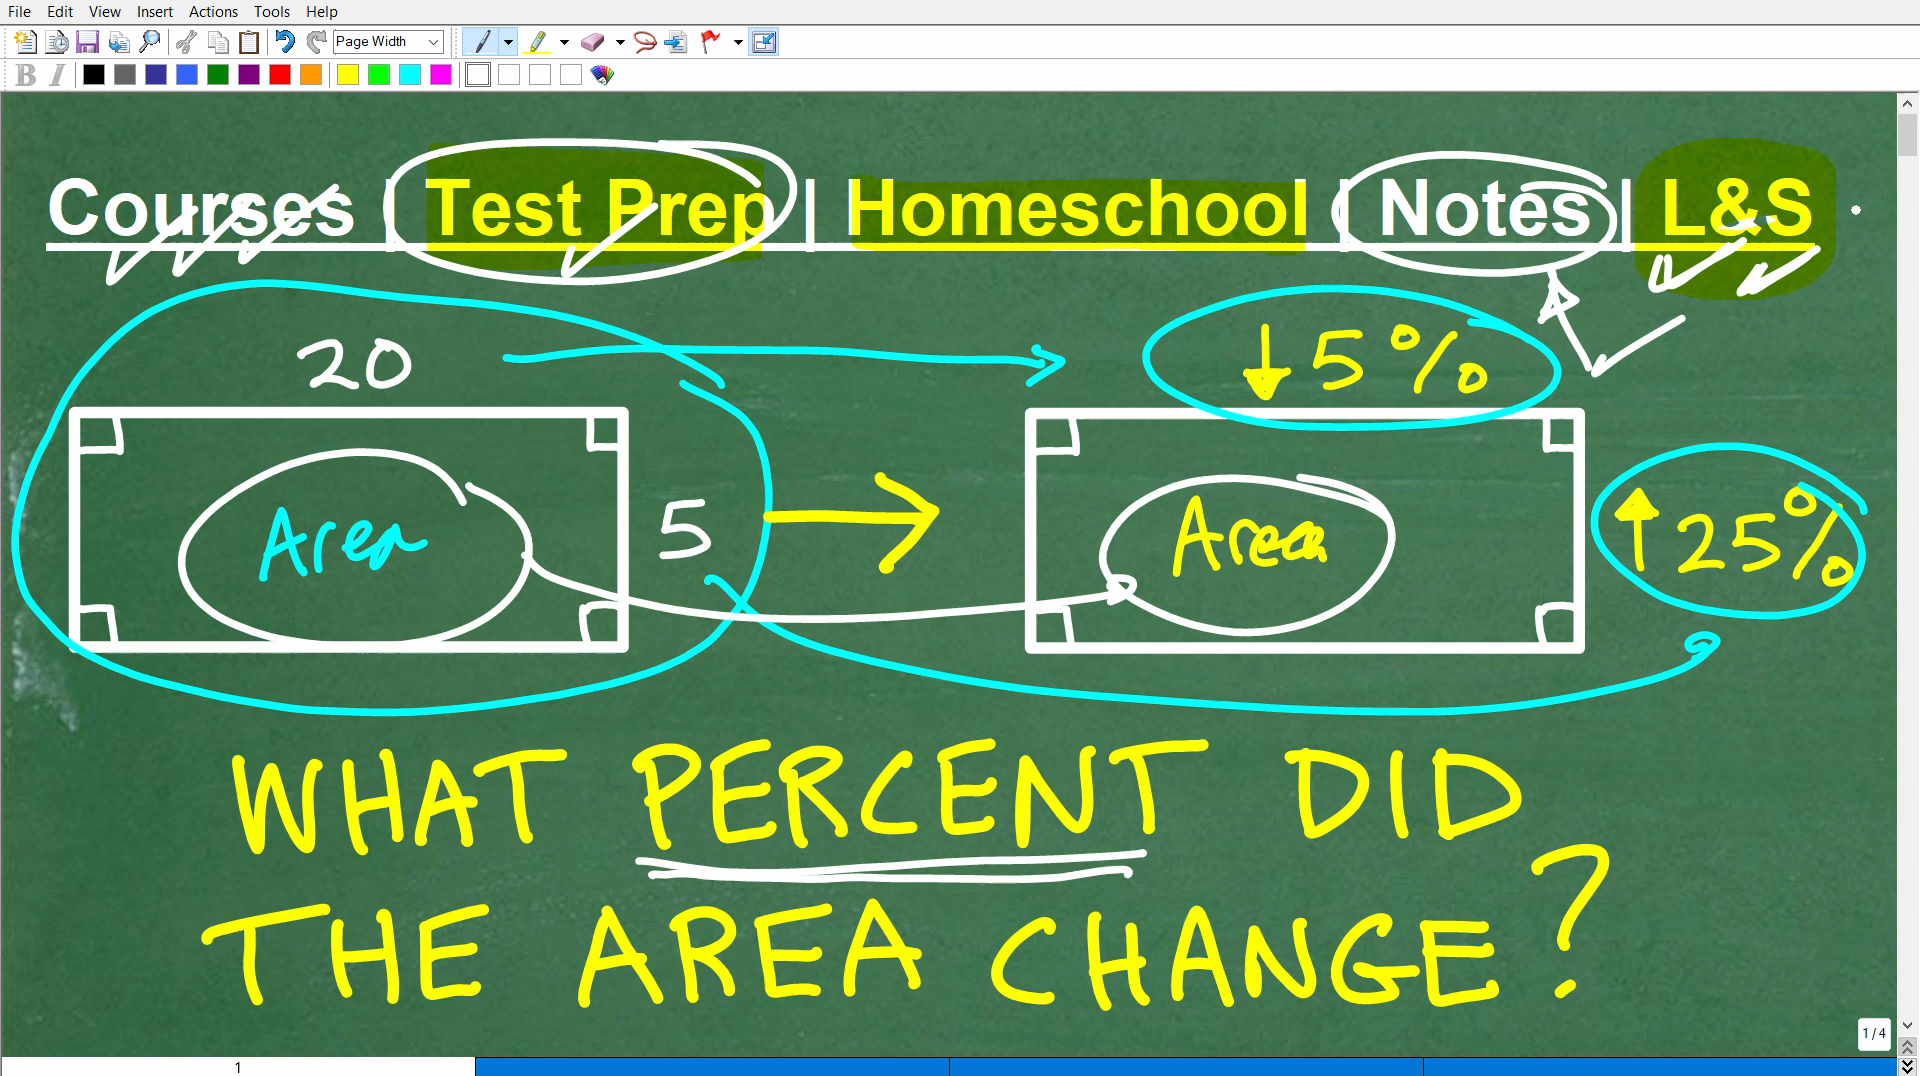 File Edit View Insert Actions Tools Help
Page Width
B I
Courses | Test Prep | Homeschool | Notes | L&S
20 ↓ 5%
Area 5 → Area ↑ 25%
WHAT PERCENT DID
THE AREA CHANGE?
1 / 4
1